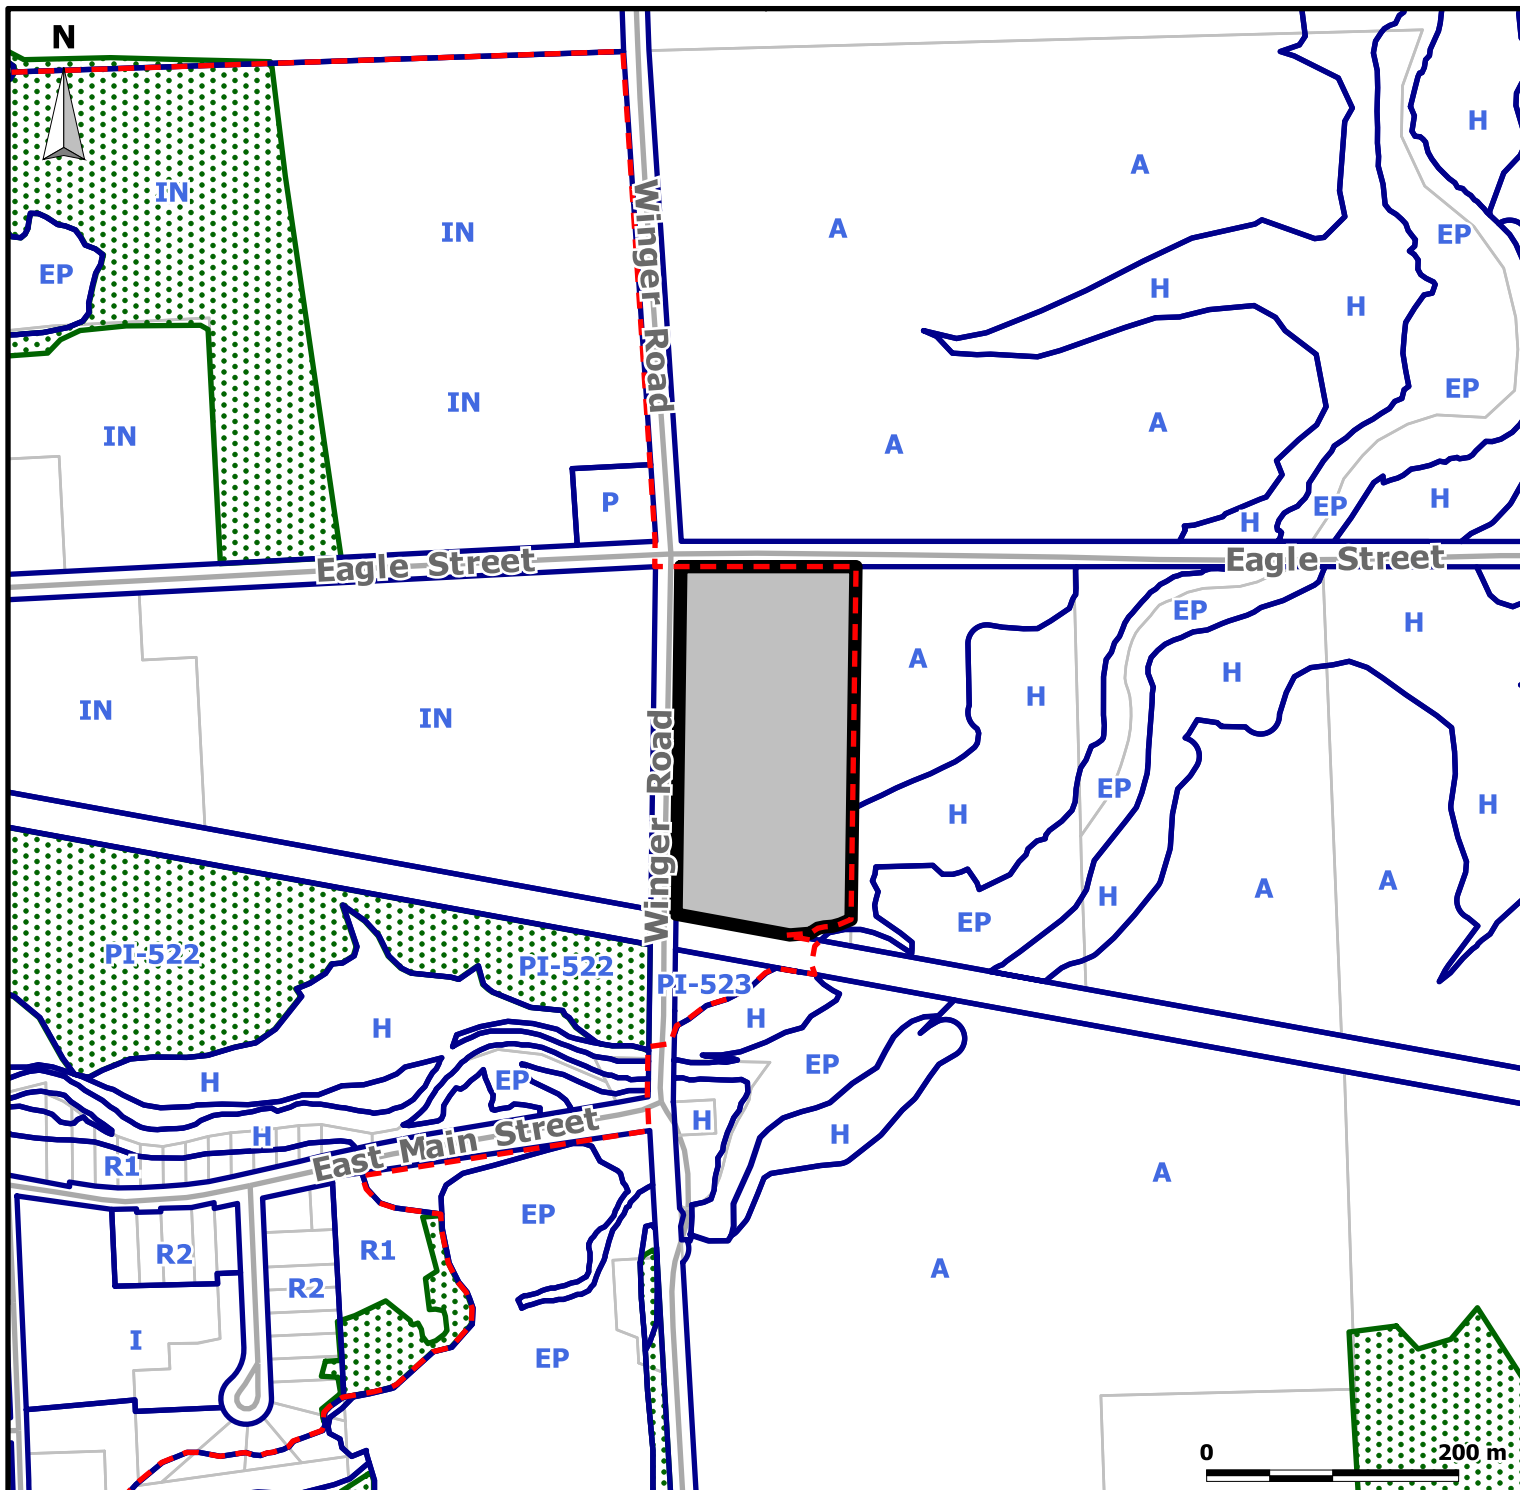 N
H
A
IN
A
IN
EP
EP
Winger Road
H
H
EP
IN
A
IN
A
H
P
EP
H
Eagle Street
Eagle Street
EP
H
A
H
H
IN
IN
Winger Road
EP
H
H
A
A
H
EP
PI-522
PI-522
PI-523
H
H
EP
H
EP
H
H
H
East Main Street
R1
A
EP
R2
R1
A
R2
I
EP
0
200 m